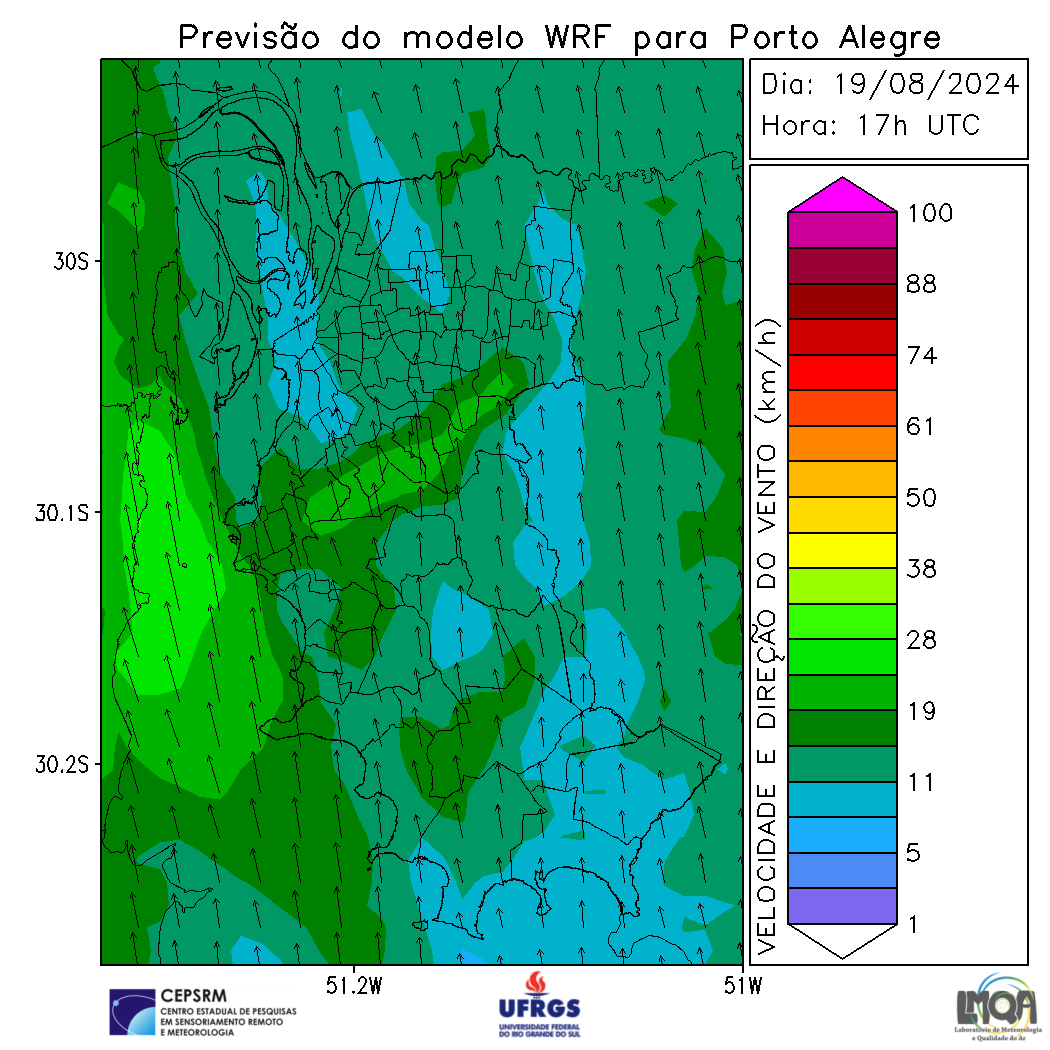 Previsão do modelo WRF para Porto Alegre
Dia: 19/08/2024
Hora: 17h UTC
30S
30.1S
30.2S
51.2W
51W
VELOCIDADE E DIREÇÃO DO VENTO (km/h)
100
88
74
61
50
38
28
19
11
5
1
CEPSRM
CENTRO ESTADUAL DE PESQUISAS
EM SENSORIAMENTO REMOTO
E METEOROLOGIA
UFRGS
UNIVERSIDADE FEDERAL
DO RIO GRANDE DO SUL
LMQA
Laboratório de Meteorologia
e Qualidade do Ar